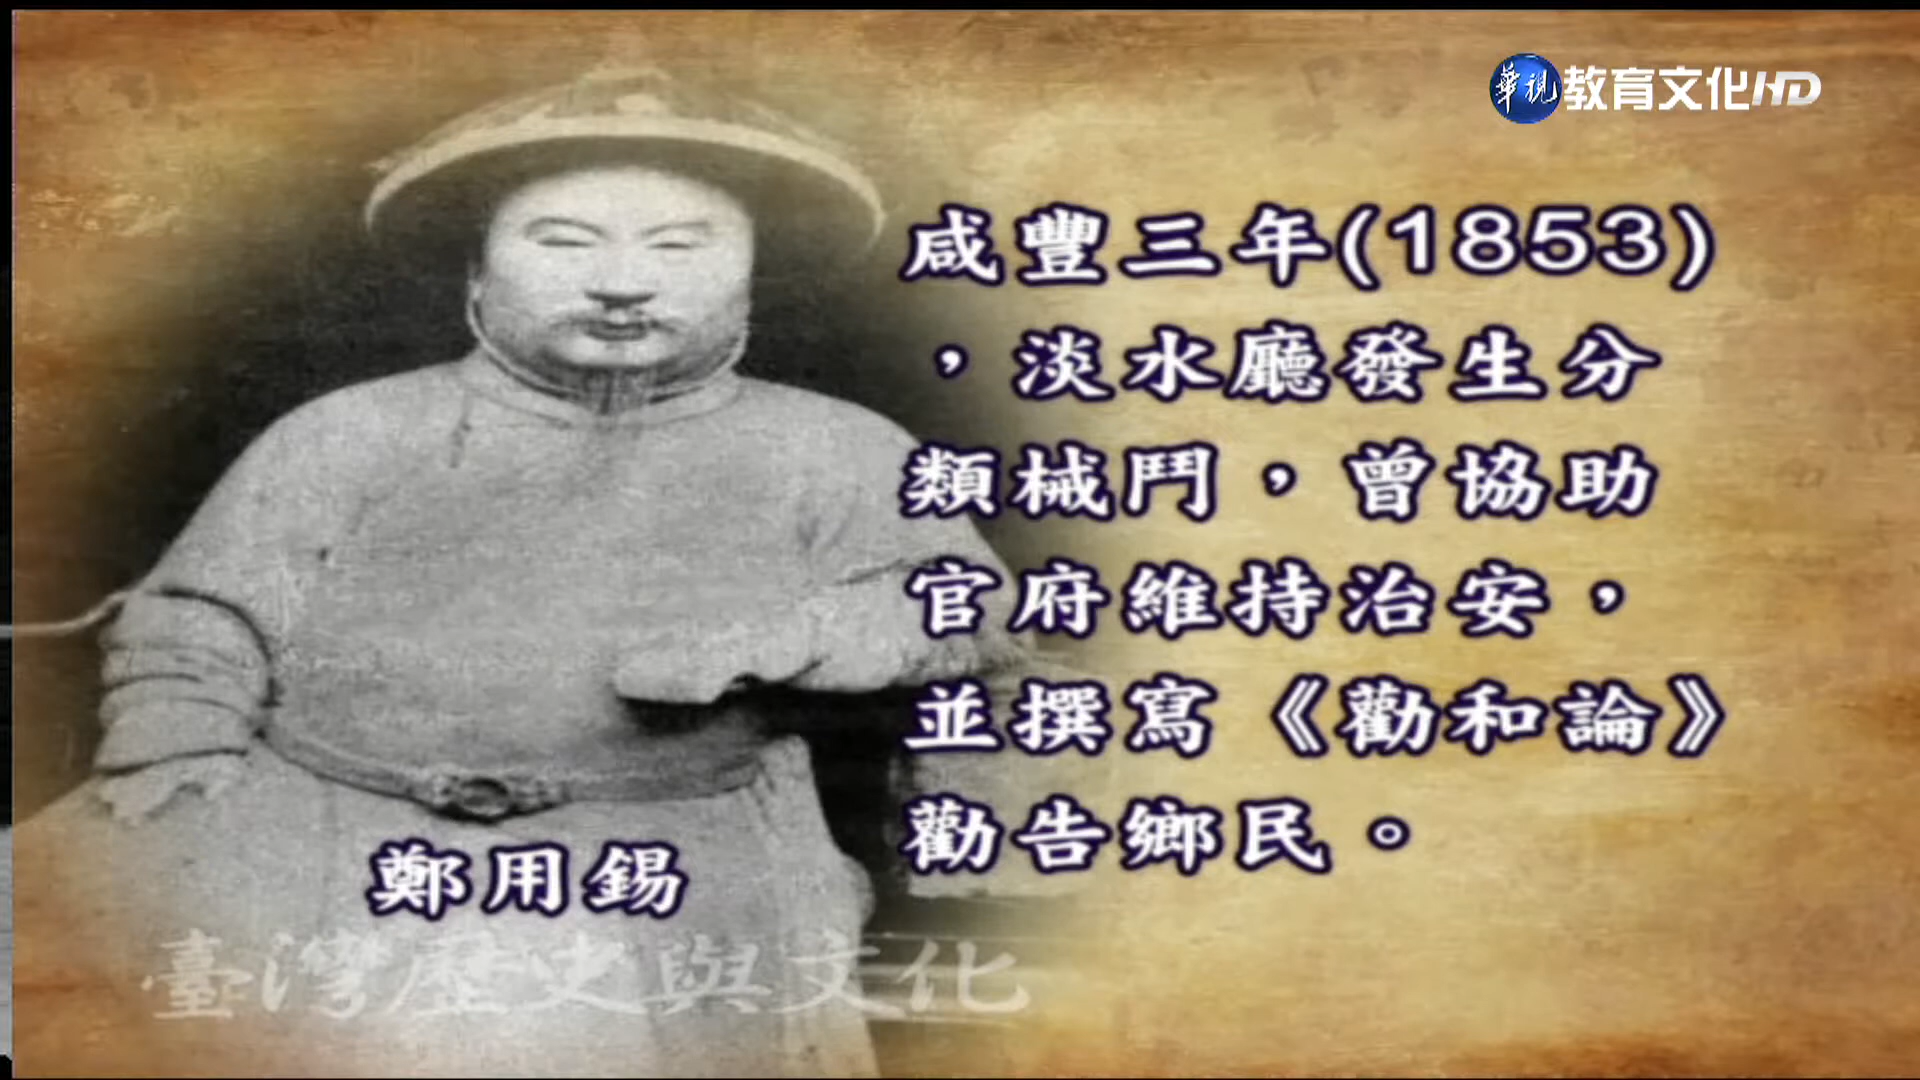 華視 教育文化HD
咸豐三年(1853)
，淡水廳發生分
類械鬥，曾協助
官府維持治安，
並撰寫《勸和論》
勸告鄉民。
鄭用錫
臺灣歷史與文化